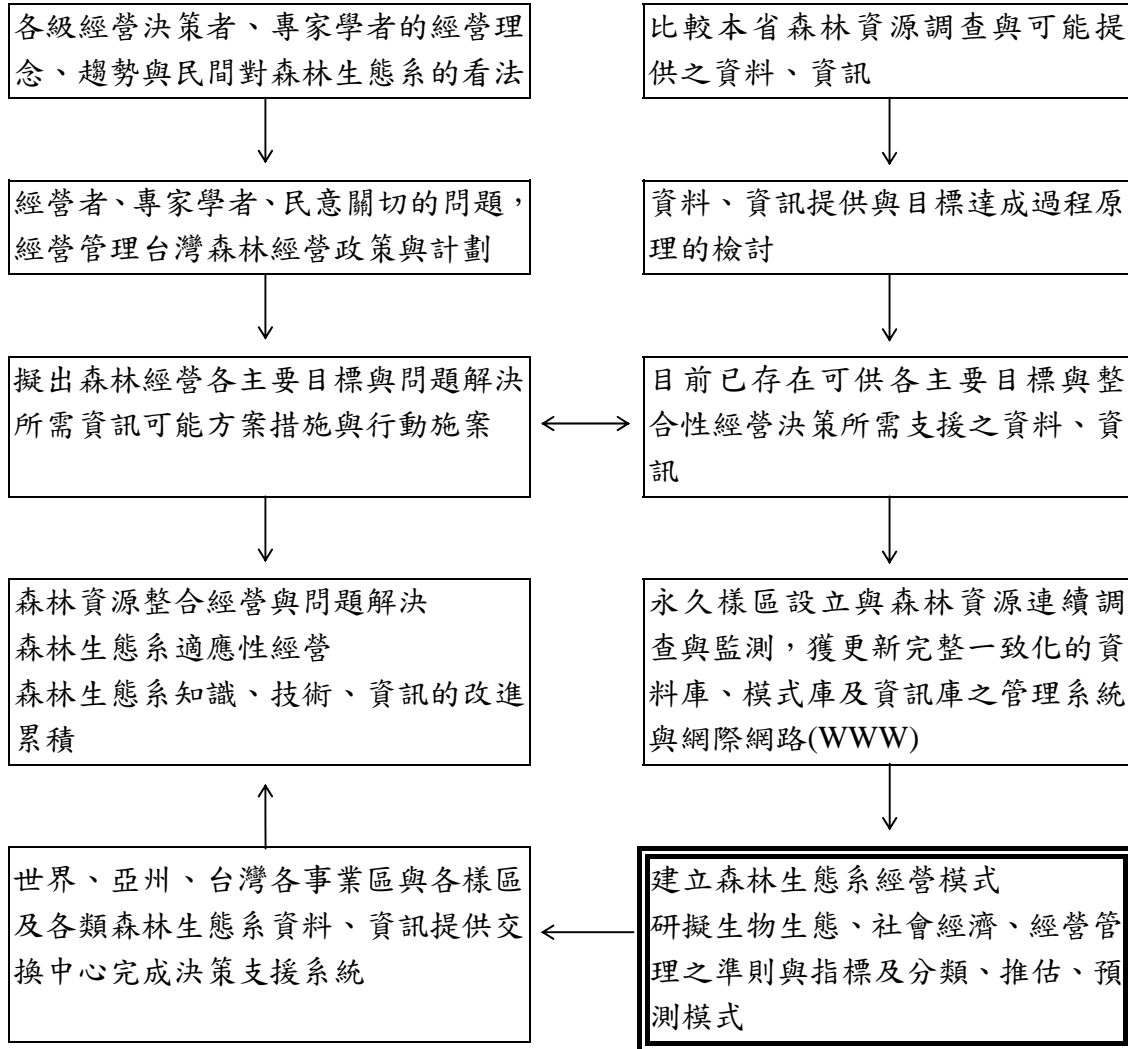 各級經營決策者、專家學者的經營理
念、趨勢與民間對森林生態系的看法
比較本省森林資源調查與可能提
供之資料、資訊
經營者、專家學者、民意關切的問題，
經營管理台灣森林經營政策與計劃
資料、資訊提供與目標達成過程原
理的檢討
擬出森林經營各主要目標與問題解決
所需資訊可能方案措施與行動施案
目前已存在可供各主要目標與整
合性經營決策所需支援之資料、資
訊
森林資源整合經營與問題解決
森林生態系適應性經營
森林生態系知識、技術、資訊的改進
累積
永久樣區設立與森林資源連續調
查與監測，獲更新完整一致化的資
料庫、模式庫及資訊庫之管理系統
與網際網路(WWW)
世界、亞州、台灣各事業區與各樣區
及各類森林生態系資料、資訊提供交
換中心完成決策支援系統
建立森林生態系經營模式
研擬生物生態、社會經濟、經營管
理之準則與指標及分類、推估、預
測模式